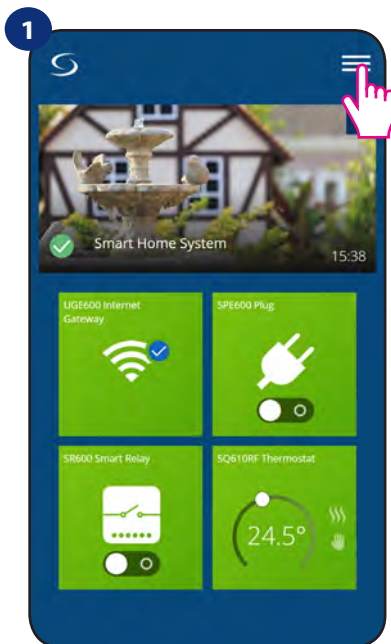 1
Smart Home System
15:38
UGE600 Internet
Gateway
SPE600 Plug
SR600 Smart Relay
SQ610RF Thermostat
24.5°